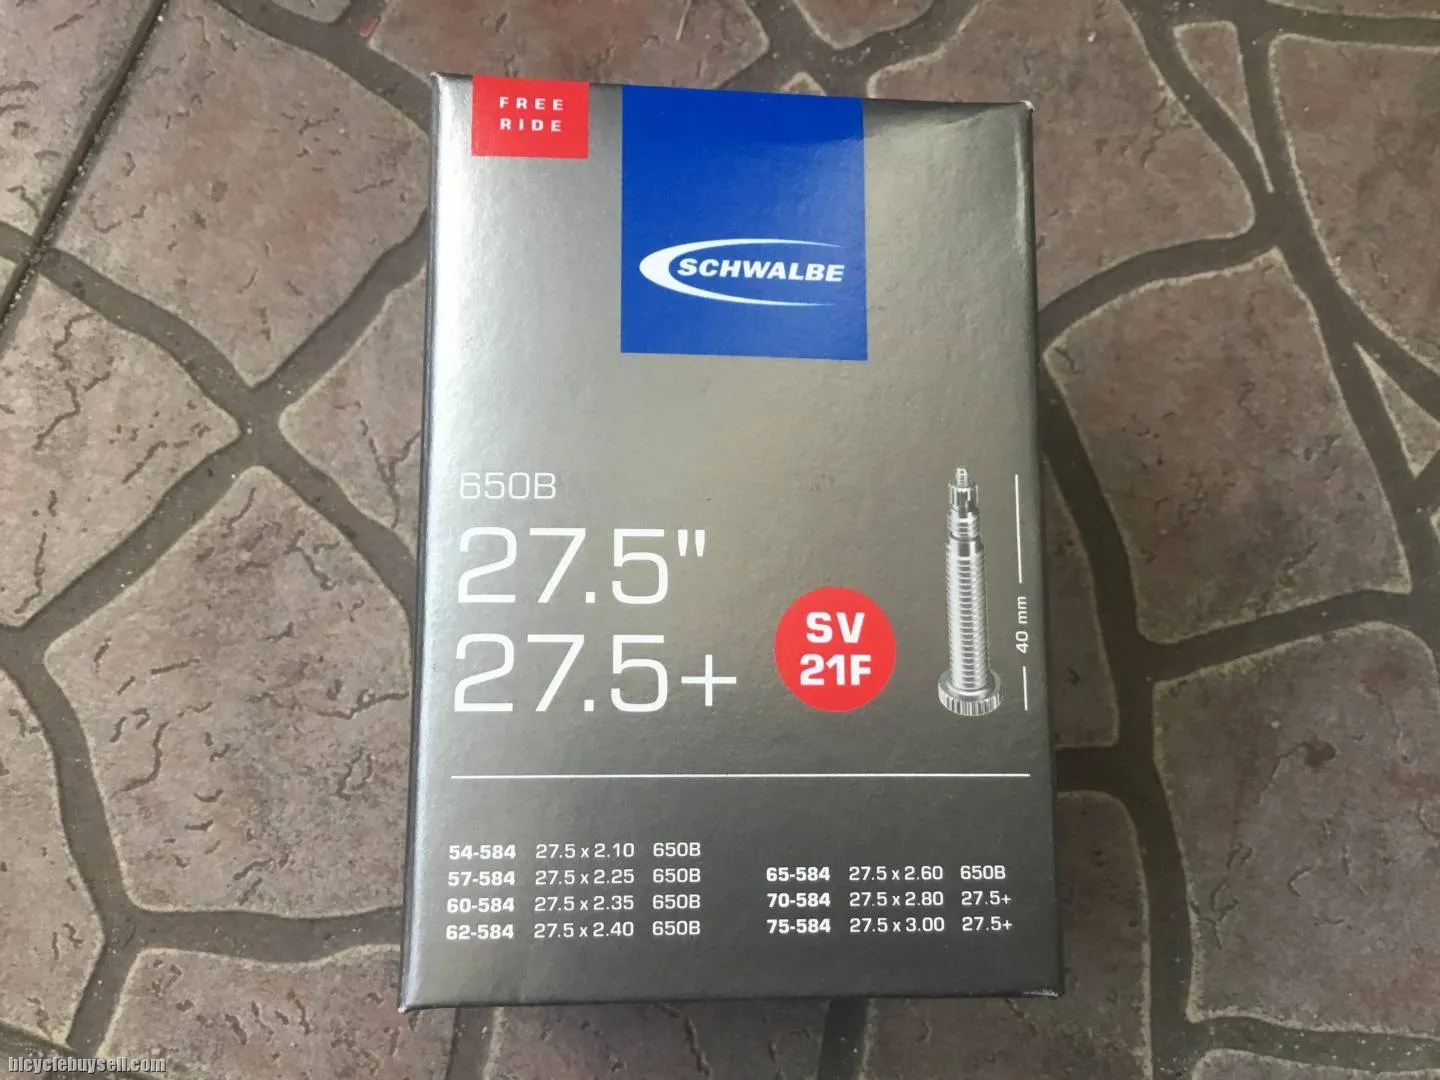 FREE
RIDE
SCHWALBE
650B
27.5"
27.5+
SV
21F
40 mm
54-584 27.5 x 2.10 650B
57-584 27.5 x 2.25 650B
60-584 27.5 x 2.35 650B
62-584 27.5 x 2.40 650B
65-584 27.5 x 2.60 650B
70-584 27.5 x 2.80 27.5+
75-584 27.5 x 3.00 27.5+
bicyclebuysell.com